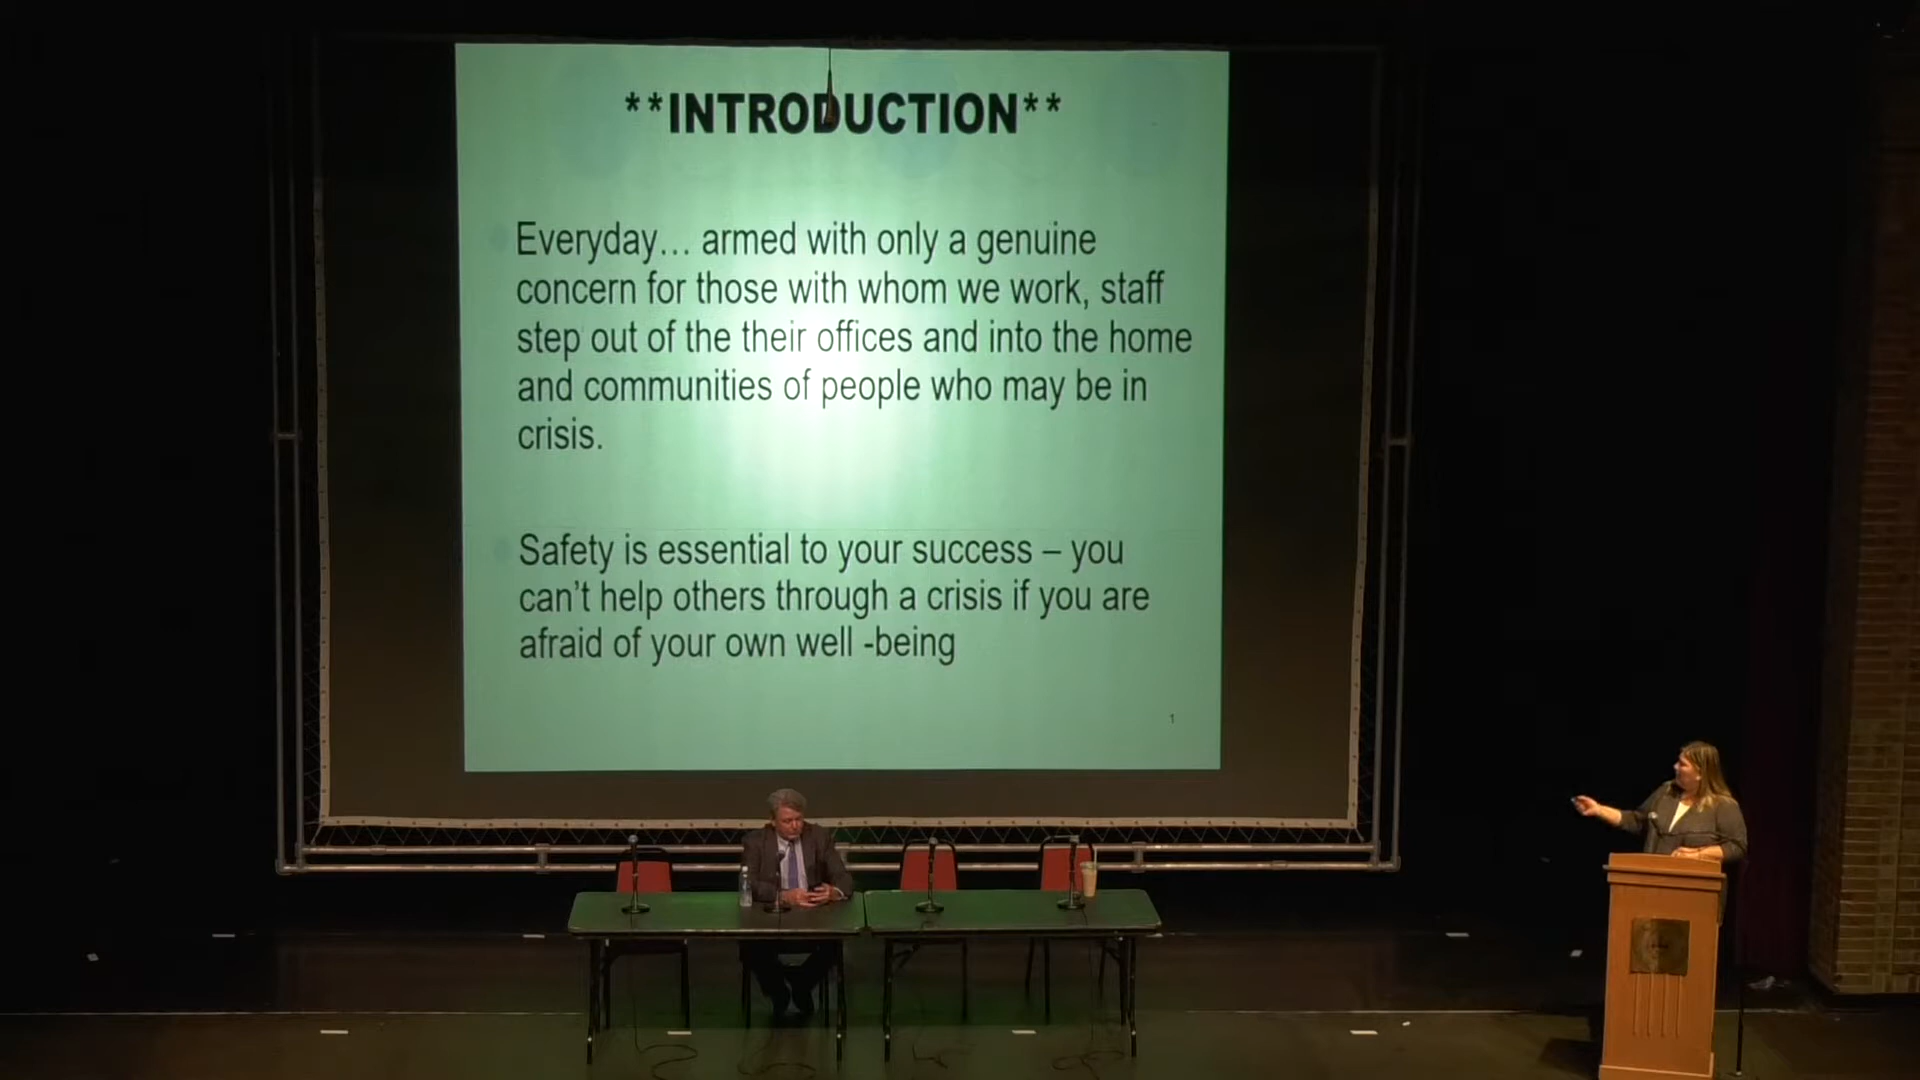 **INTRODUCTION**
Everyday... armed with only a genuine
concern for those with whom we work, staff
step out of the their offices and into the home
and communities of people who may be in
crisis.
Safety is essential to your success – you
can't help others through a crisis if you are
afraid of your own well -being
1